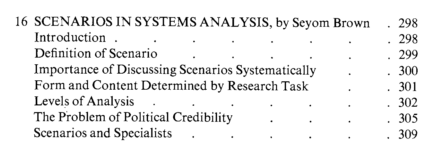 16 SCENARIOS IN SYSTEMS ANALYSIS, by Seyom Brown . 298
Introduction . . . . . . . 298
Definition of Scenario . . . . . 299
Importance of Discussing Scenarios Systematically . . 300
Form and Content Determined by Research Task . . 301
Levels of Analysis . . . . . . 302
The Problem of Political Credibility . . . . 305
Scenarios and Specialists . . . . . 309